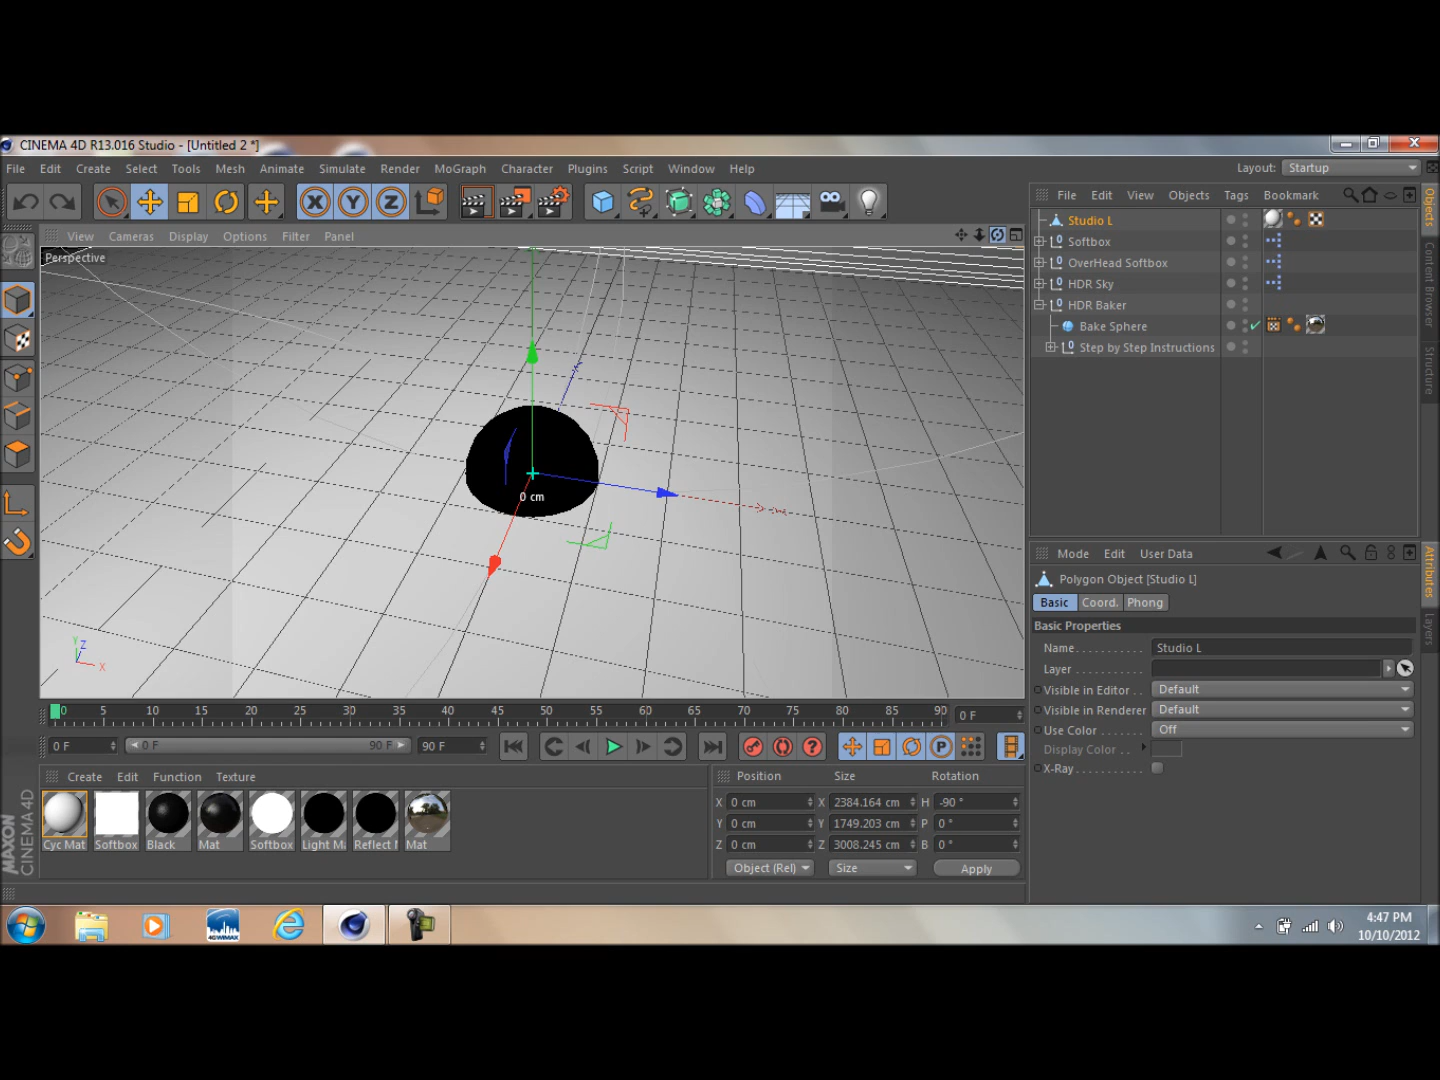 CINEMA 4D R13.016 Studio - [Untitled 2 *]
File Edit Create Select Tools Mesh Animate Simulate Render MoGraph Character Plugins Script Window Help
Layout: Startup
View Cameras Display Options Filter Panel
Perspective
0 cm
Y Z X
File Edit View Objects Tags Bookmark
Studio L
Softbox
OverHead Softbox
HDR Sky
HDR Baker
Bake Sphere
Step by Step Instructions
Objects
Content Browser
Structure
Mode Edit User Data
Polygon Object [Studio L]
Basic Coord. Phong
Basic Properties
Name Studio L
Layer
Visible in Editor Default
Visible in Renderer Default
Use Color Off
Display Color
X-Ray
Attributes
Layers
0 5 10 15 20 25 30 35 40 45 50 55 60 65 70 75 80 85 90 0 F
0 F 0 F 90 F 90 F
Create Edit Function Texture
Cyc Mat Softbox Black Mat Softbox Light Ma Reflect M Mat
Position Size Rotation
X 0 cm X 2384.164 cm H -90 °
Y 0 cm Y 1749.203 cm P 0 °
Z 0 cm Z 3008.245 cm B 0 °
Object (Rel) Size Apply
MAXON
CINEMA 4D
4GWIMAX
4:47 PM
10/10/2012